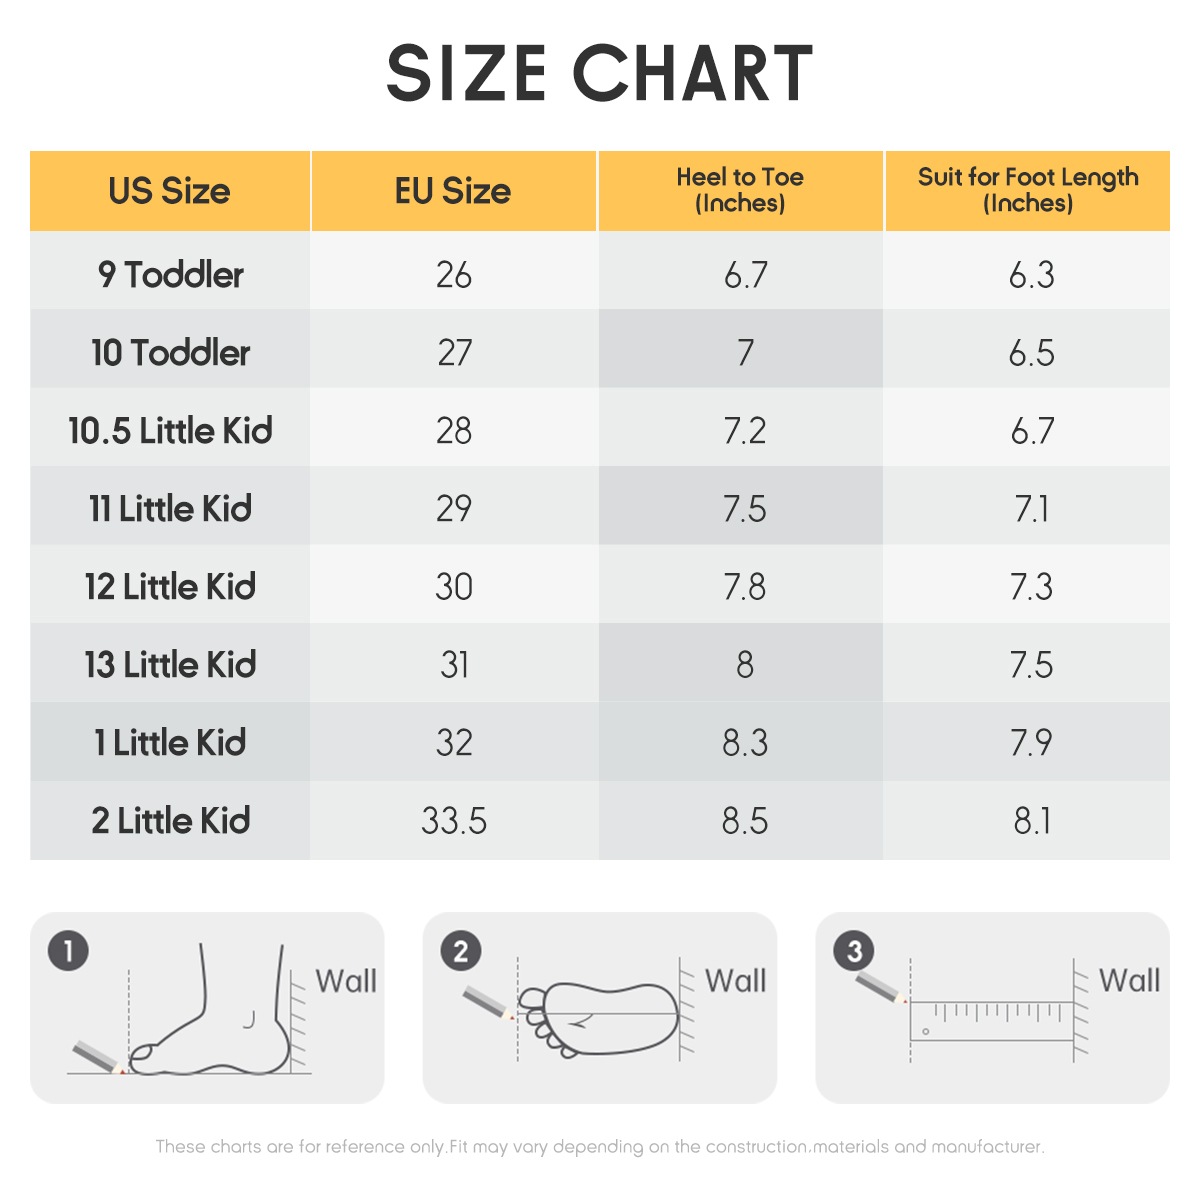 SIZE CHART
US Size EU Size Heel to Toe (Inches) Suit for Foot Length (Inches)
9 Toddler 26 6.7 6.3
10 Toddler 27 7 6.5
10.5 Little Kid 28 7.2 6.7
11 Little Kid 29 7.5 7.1
12 Little Kid 30 7.8 7.3
13 Little Kid 31 8 7.5
1 Little Kid 32 8.3 7.9
2 Little Kid 33.5 8.5 8.1
1 Wall
2 Wall
3 Wall
These charts are for reference only.Fit may vary depending on the construction,materials and manufacturer.